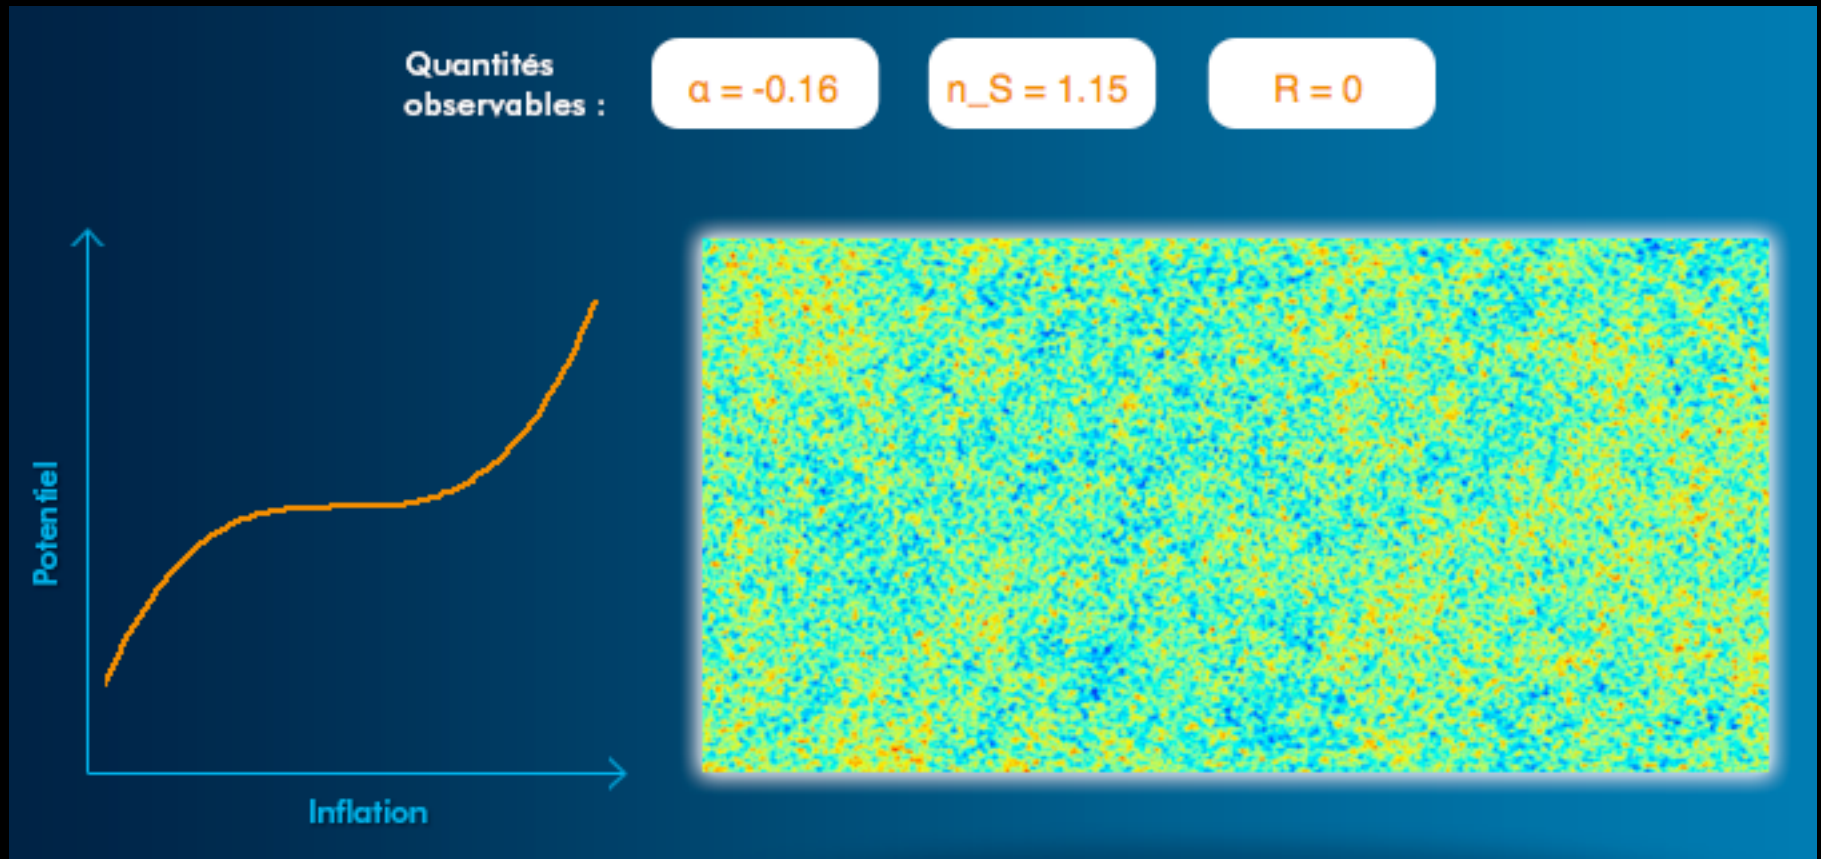 Quantités
observables :
α = -0.16
n_S = 1.15
R = 0
Potentiel
Inflation